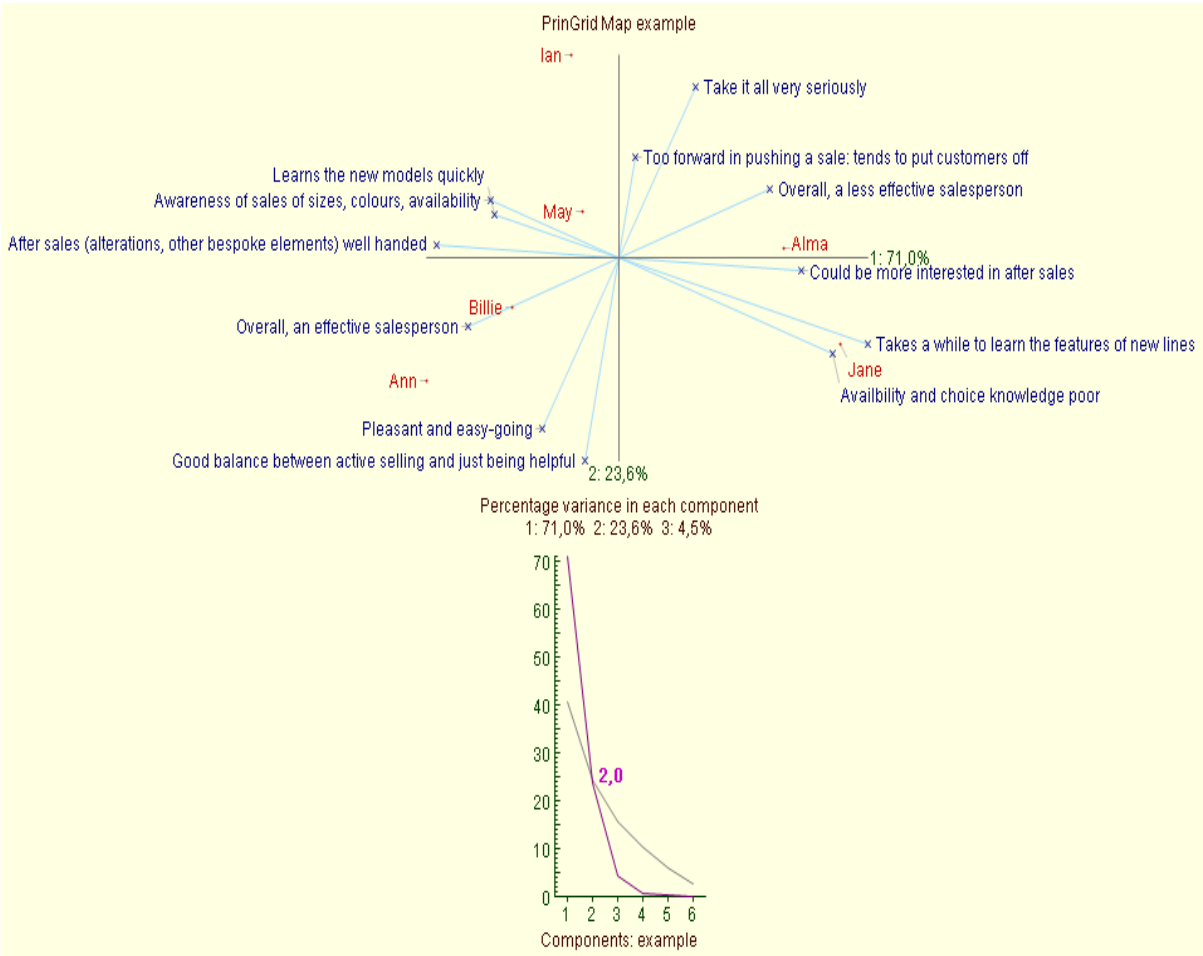 PrinGrid Map example
Ian
Take it all very seriously
Too forward in pushing a sale: tends to put customers off
Learns the new models quickly
Overall, a less effective salesperson
Awareness of sales of sizes, colours, availability
May
After sales (alterations, other bespoke elements) well handed
Alma
1: 71,0%
Could be more interested in after sales
Billie
Overall, an effective salesperson
Takes a while to learn the features of new lines
Jane
Ann
Availbility and choice knowledge poor
Pleasant and easy-going
Good balance between active selling and just being helpful
2: 23,6%
Percentage variance in each component
1: 71,0% 2: 23,6% 3: 4,5%
70
60
50
40
30
2,0
20
10
0
1 2 3 4 5 6
Components: example